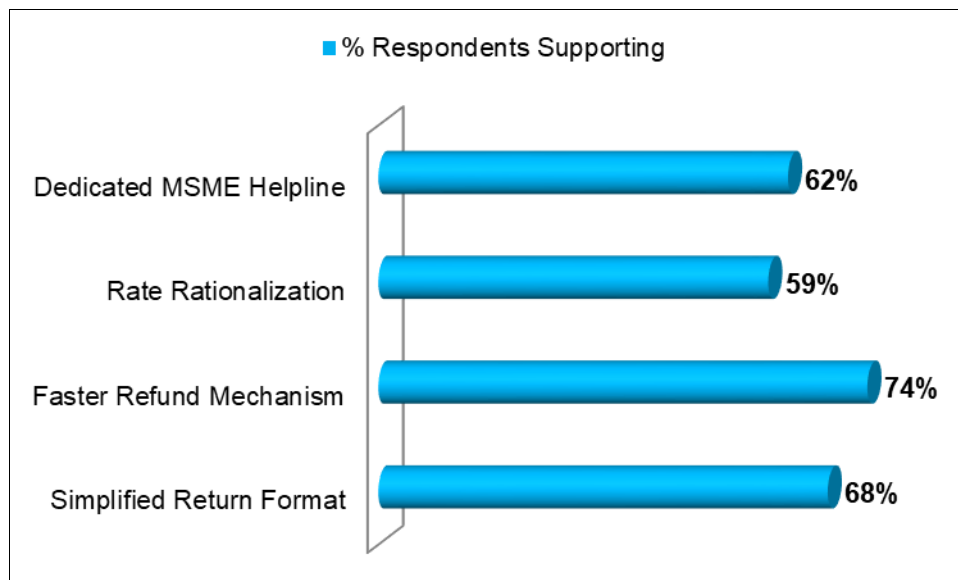 % Respondents Supporting
Dedicated MSME Helpline
62%
Rate Rationalization
59%
Faster Refund Mechanism
74%
Simplified Return Format
68%